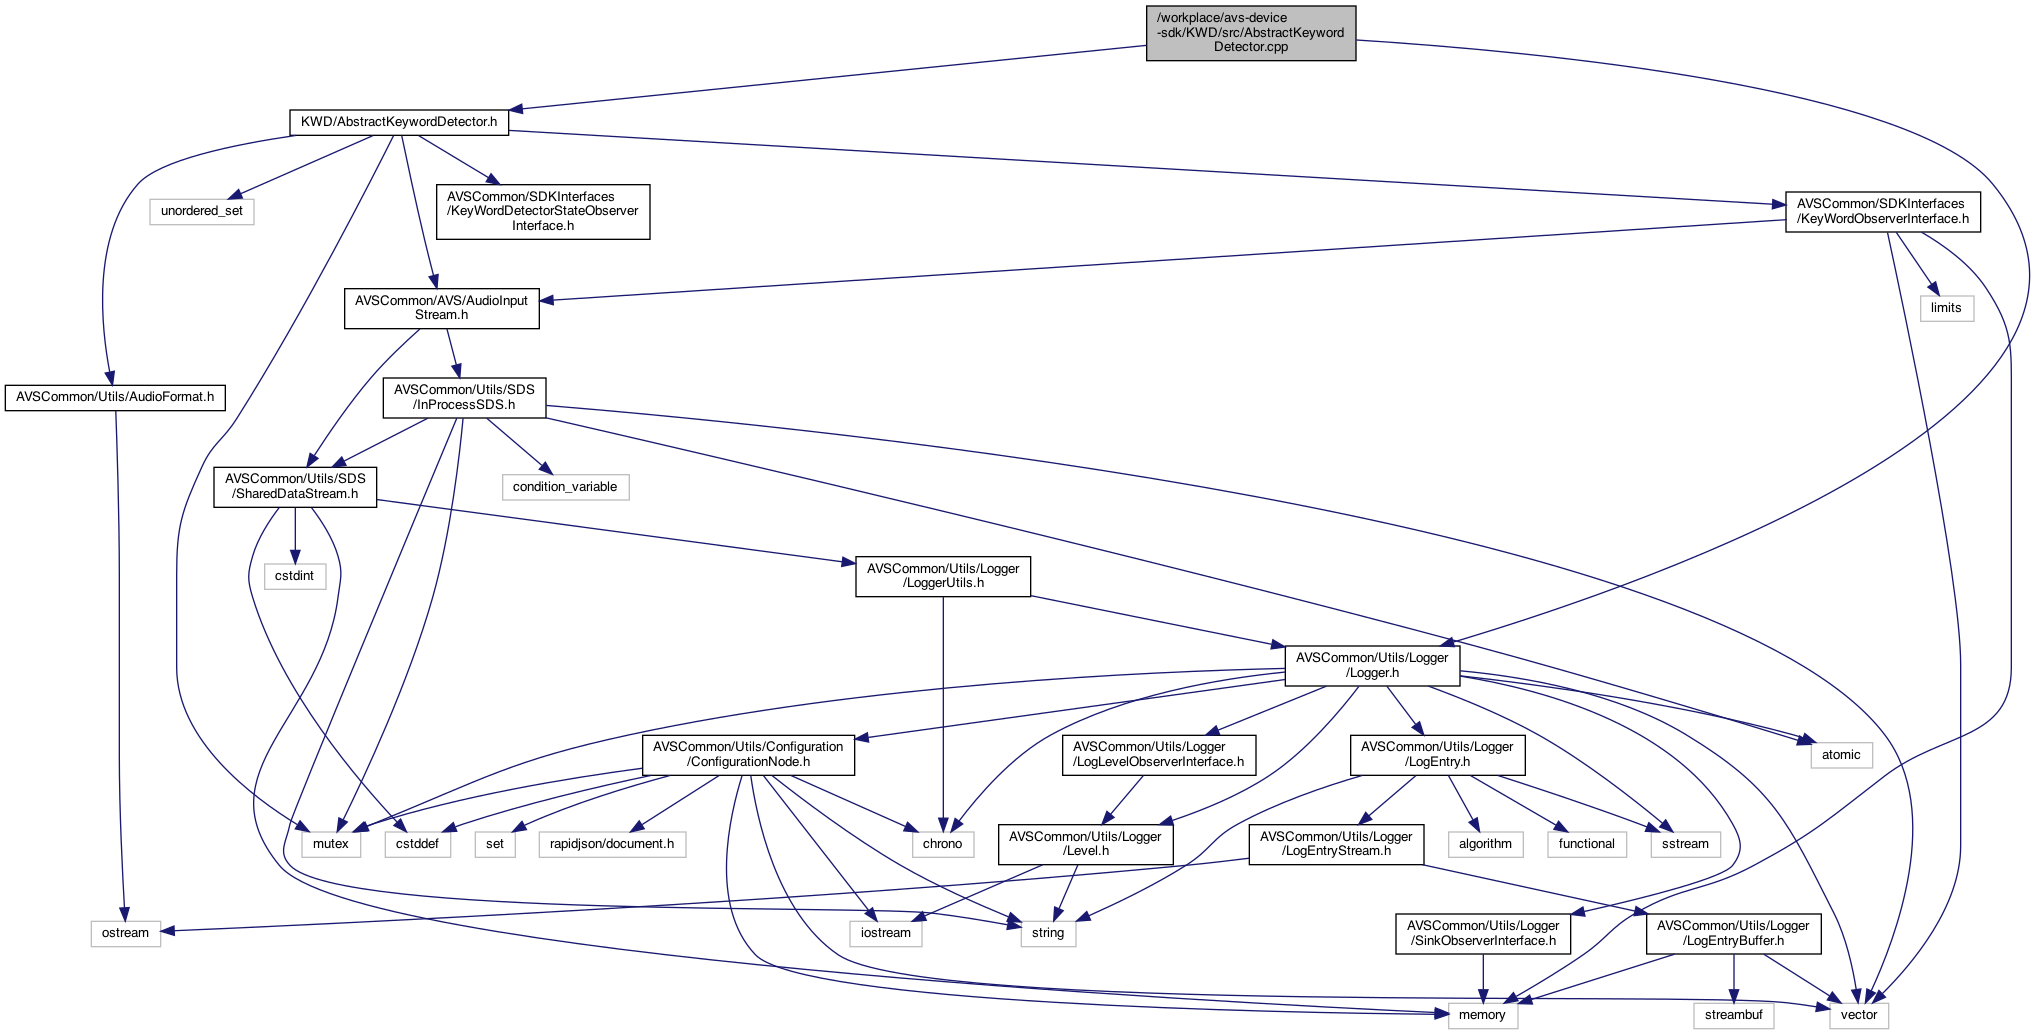 /workplace/avs-device
-sdk/KWD/src/AbstractKeyword
Detector.cpp
KWD/AbstractKeywordDetector.h
unordered_set
AVSCommon/SDKInterfaces
/KeyWordDetectorStateObserver
Interface.h
AVSCommon/SDKInterfaces
/KeyWordObserverInterface.h
AVSCommon/AVS/AudioInput
Stream.h
limits
AVSCommon/Utils/AudioFormat.h
AVSCommon/Utils/SDS
/InProcessSDS.h
AVSCommon/Utils/SDS
/SharedDataStream.h
condition_variable
cstdint
AVSCommon/Utils/Logger
/LoggerUtils.h
AVSCommon/Utils/Logger
/Logger.h
AVSCommon/Utils/Configuration
/ConfigurationNode.h
AVSCommon/Utils/Logger
/LogLevelObserverInterface.h
AVSCommon/Utils/Logger
/LogEntry.h
atomic
mutex
cstddef
set
rapidjson/document.h
chrono
AVSCommon/Utils/Logger
/Level.h
AVSCommon/Utils/Logger
/LogEntryStream.h
algorithm
functional
sstream
ostream
iostream
string
AVSCommon/Utils/Logger
/SinkObserverInterface.h
AVSCommon/Utils/Logger
/LogEntryBuffer.h
memory
streambuf
vector